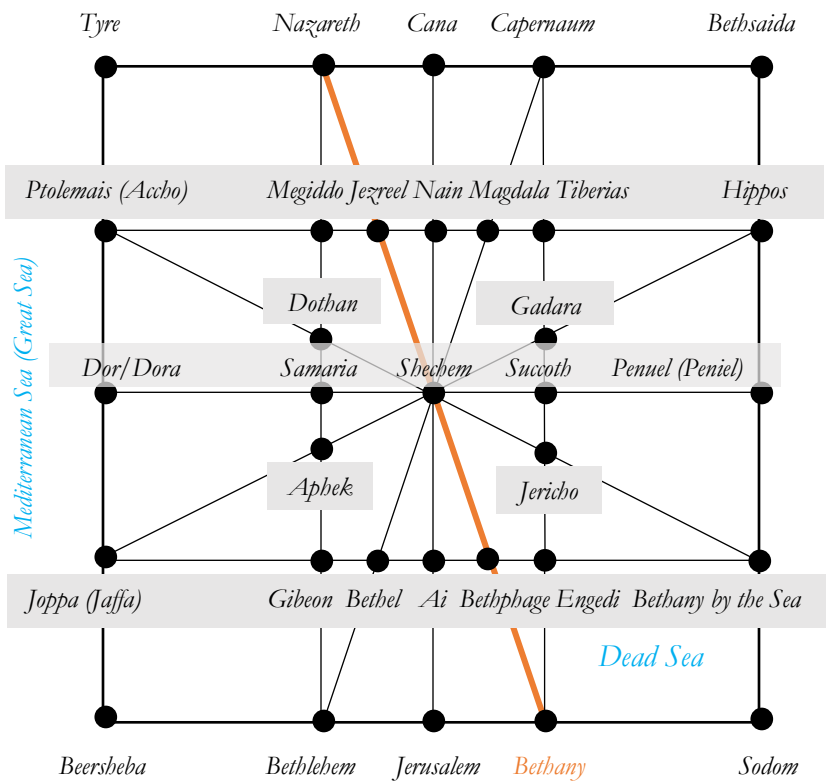 Tyre Nazareth Cana Capernaum Bethsaida
Ptolemais (Accho) Megiddo Jezreel Nain Magdala Tiberias Hippos
Mediterranean Sea (Great Sea)
Dothan Gadara
Dor/Dora Samaria Shechem Succoth Penuel (Peniel)
Aphek Jericho
Joppa (Jaffa) Gibeon Bethel Ai Bethphage Engedi Bethany by the Sea
Dead Sea
Beersheba Bethlehem Jerusalem Bethany Sodom